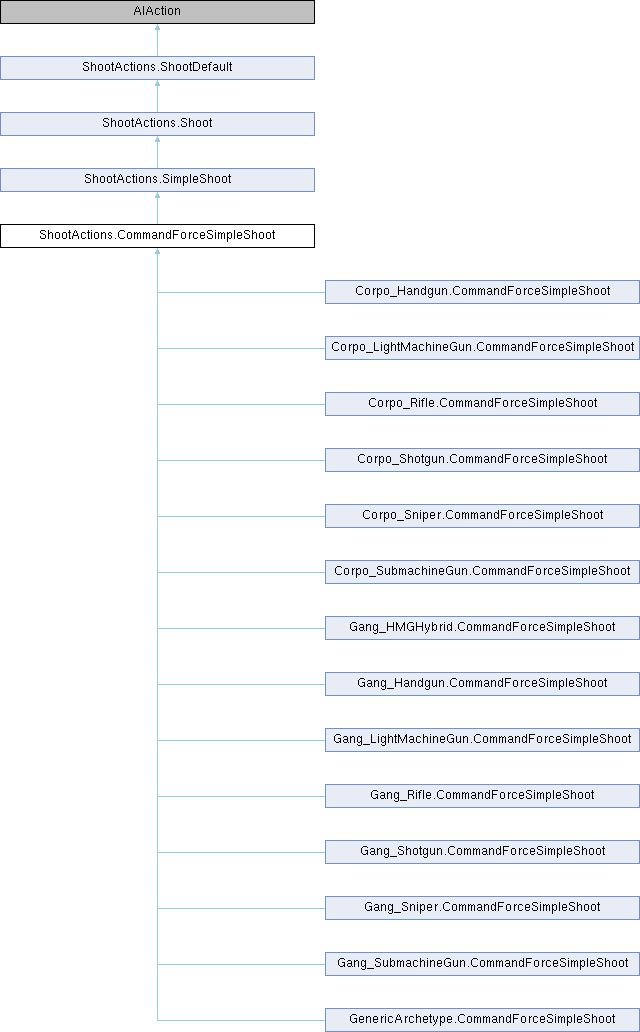 AIAction
ShootActions.ShootDefault
ShootActions.Shoot
ShootActions.SimpleShoot
ShootActions.CommandForceSimpleShoot
Corpo_Handgun.CommandForceSimpleShoot
Corpo_LightMachineGun.CommandForceSimpleShoot
Corpo_Rifle.CommandForceSimpleShoot
Corpo_Shotgun.CommandForceSimpleShoot
Corpo_Sniper.CommandForceSimpleShoot
Corpo_SubmachineGun.CommandForceSimpleShoot
Gang_HMGHybrid.CommandForceSimpleShoot
Gang_Handgun.CommandForceSimpleShoot
Gang_LightMachineGun.CommandForceSimpleShoot
Gang_Rifle.CommandForceSimpleShoot
Gang_Shotgun.CommandForceSimpleShoot
Gang_Sniper.CommandForceSimpleShoot
Gang_SubmachineGun.CommandForceSimpleShoot
GenericArchetype.CommandForceSimpleShoot